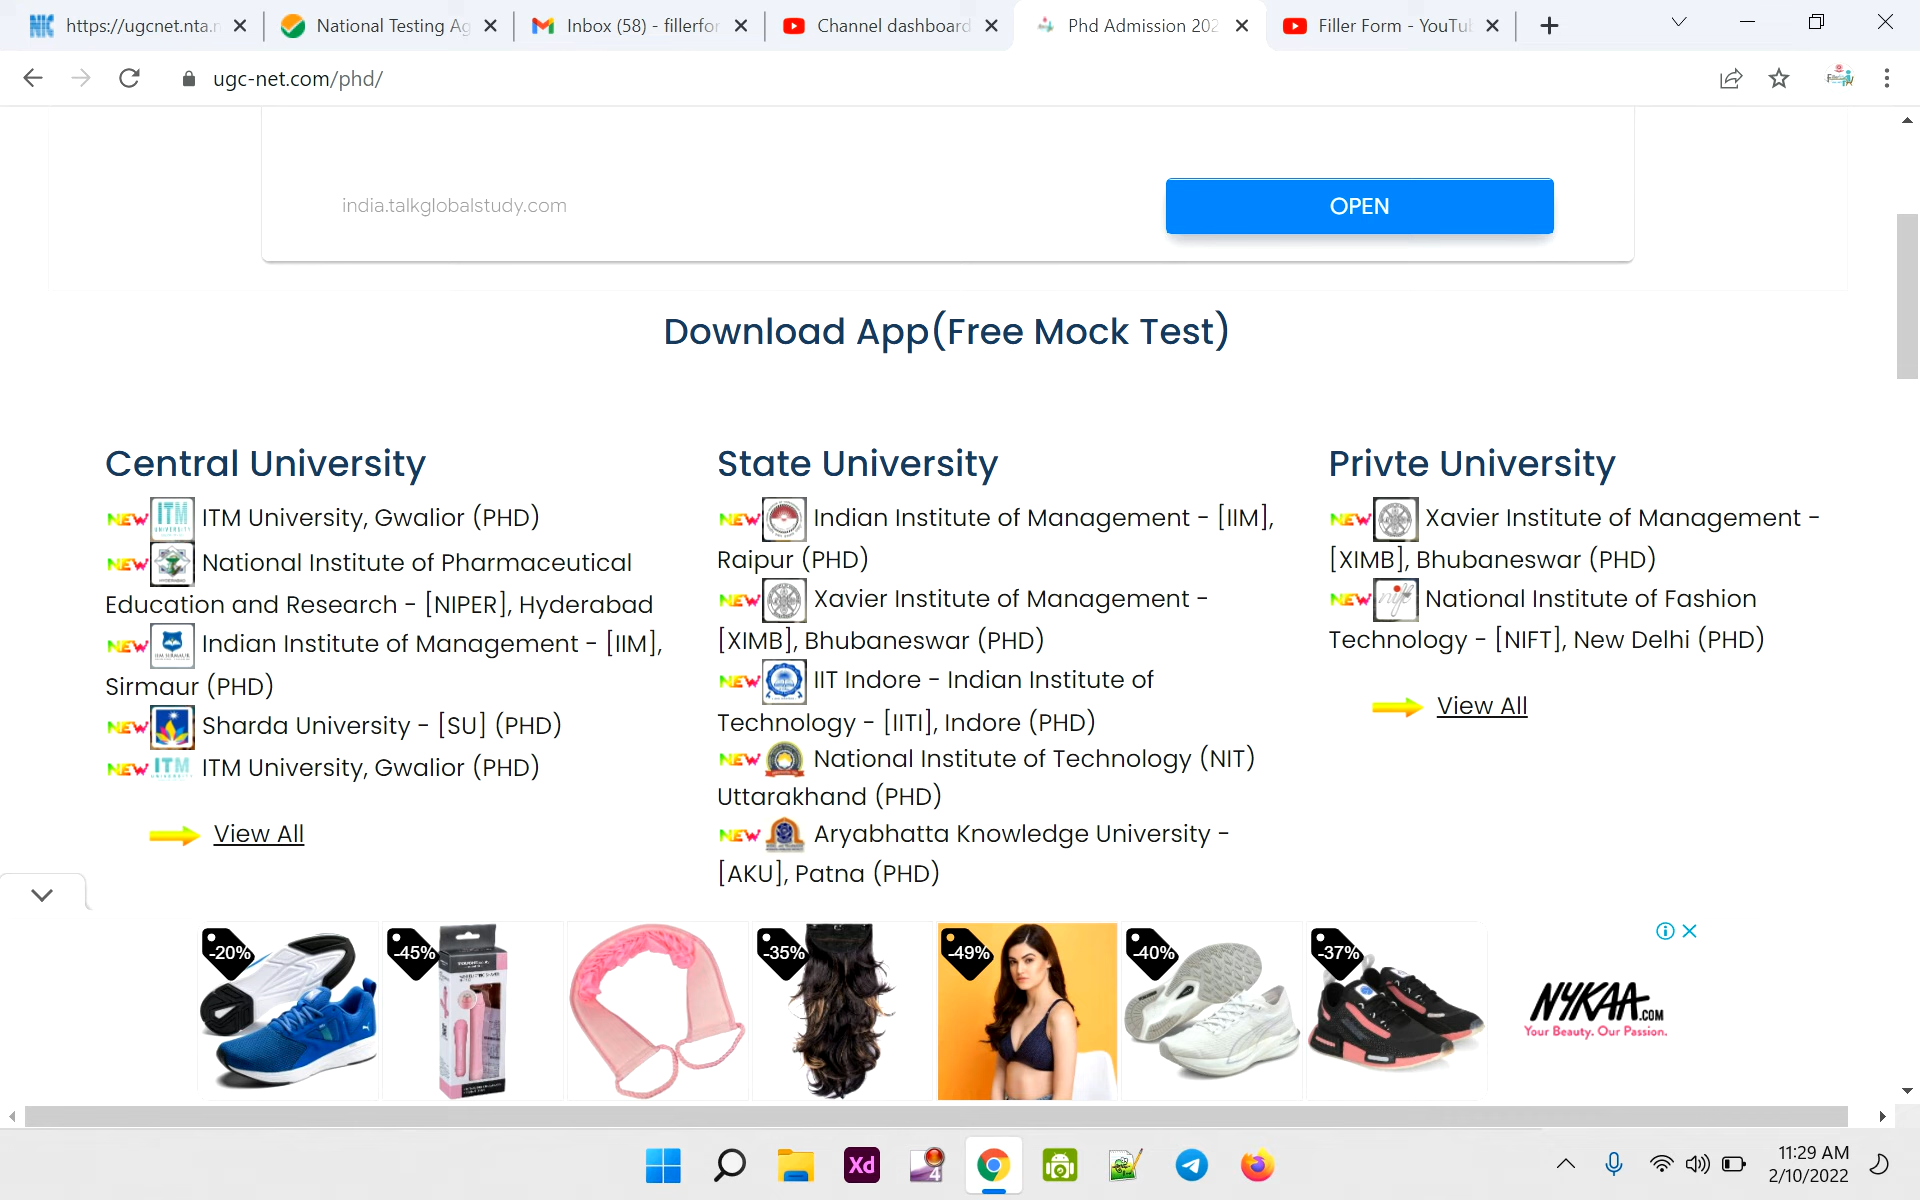 https://ugcnet.nta.n
National Testing Ag
Inbox (58) - fillerfor
Channel dashboard
Phd Admission 202
Filler Form - YouTu
ugc-net.com/phd/
india.talkglobalstudy.com
OPEN
Download App(Free Mock Test)
Central University
NEW ITM University, Gwalior (PHD)
NEW National Institute of Pharmaceutical
Education and Research - [NIPER], Hyderabad
NEW Indian Institute of Management - [IIM],
Sirmaur (PHD)
NEW Sharda University - [SU] (PHD)
NEW ITM ITM University, Gwalior (PHD)
View All
State University
NEW Indian Institute of Management - [IIM],
Raipur (PHD)
NEW Xavier Institute of Management -
[XIMB], Bhubaneswar (PHD)
NEW IIT Indore - Indian Institute of
Technology - [IITI], Indore (PHD)
NEW National Institute of Technology (NIT)
Uttarakhand (PHD)
NEW Aryabhatta Knowledge University -
[AKU], Patna (PHD)
Privte University
NEW Xavier Institute of Management -
[XIMB], Bhubaneswar (PHD)
NEW National Institute of Fashion
Technology - [NIFT], New Delhi (PHD)
View All
-20%
-45%
-35%
-49%
-40%
-37%
NYKAA.COM
Your Beauty. Our Passion.
Xd
4
11:29 AM
2/10/2022